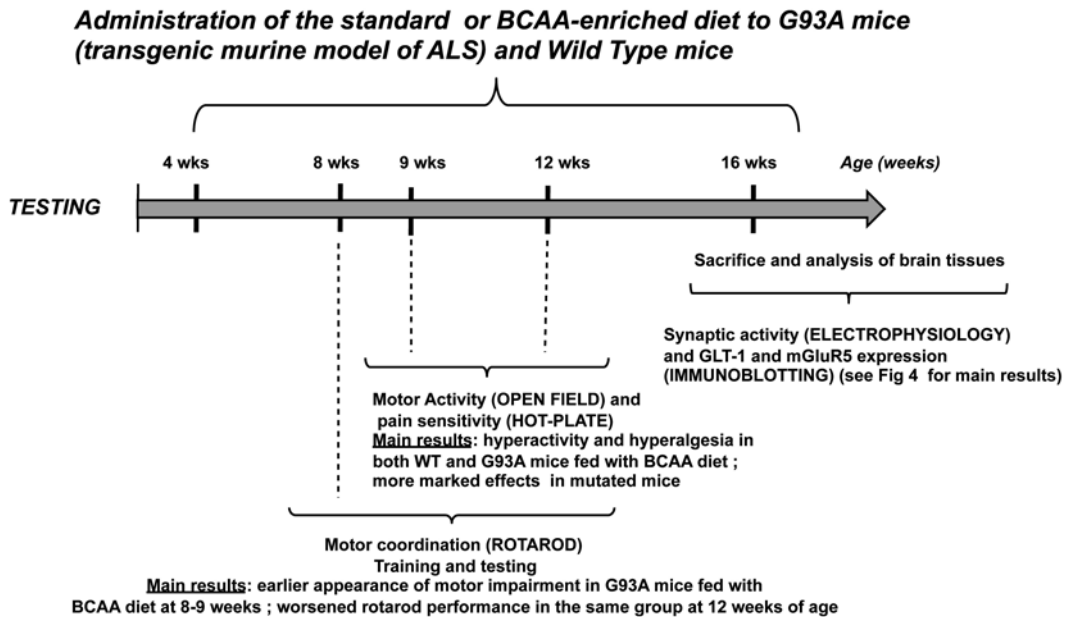 Administration of the standard or BCAA-enriched diet to G93A mice
(transgenic murine model of ALS) and Wild Type mice
4 wks
8 wks
9 wks
12 wks
16 wks
Age (weeks)
TESTING
Sacrifice and analysis of brain tissues
Synaptic activity (ELECTROPHYSIOLOGY)
and GLT-1 and mGluR5 expression
(IMMUNOBLOTTING) (see Fig 4 for main results)
Motor Activity (OPEN FIELD) and
pain sensitivity (HOT-PLATE)
Main results: hyperactivity and hyperalgesia in
both WT and G93A mice fed with BCAA diet ;
more marked effects in mutated mice
Motor coordination (ROTAROD)
Training and testing
Main results: earlier appearance of motor impairment in G93A mice fed with
BCAA diet at 8-9 weeks ; worsened rotarod performance in the same group at 12 weeks of age